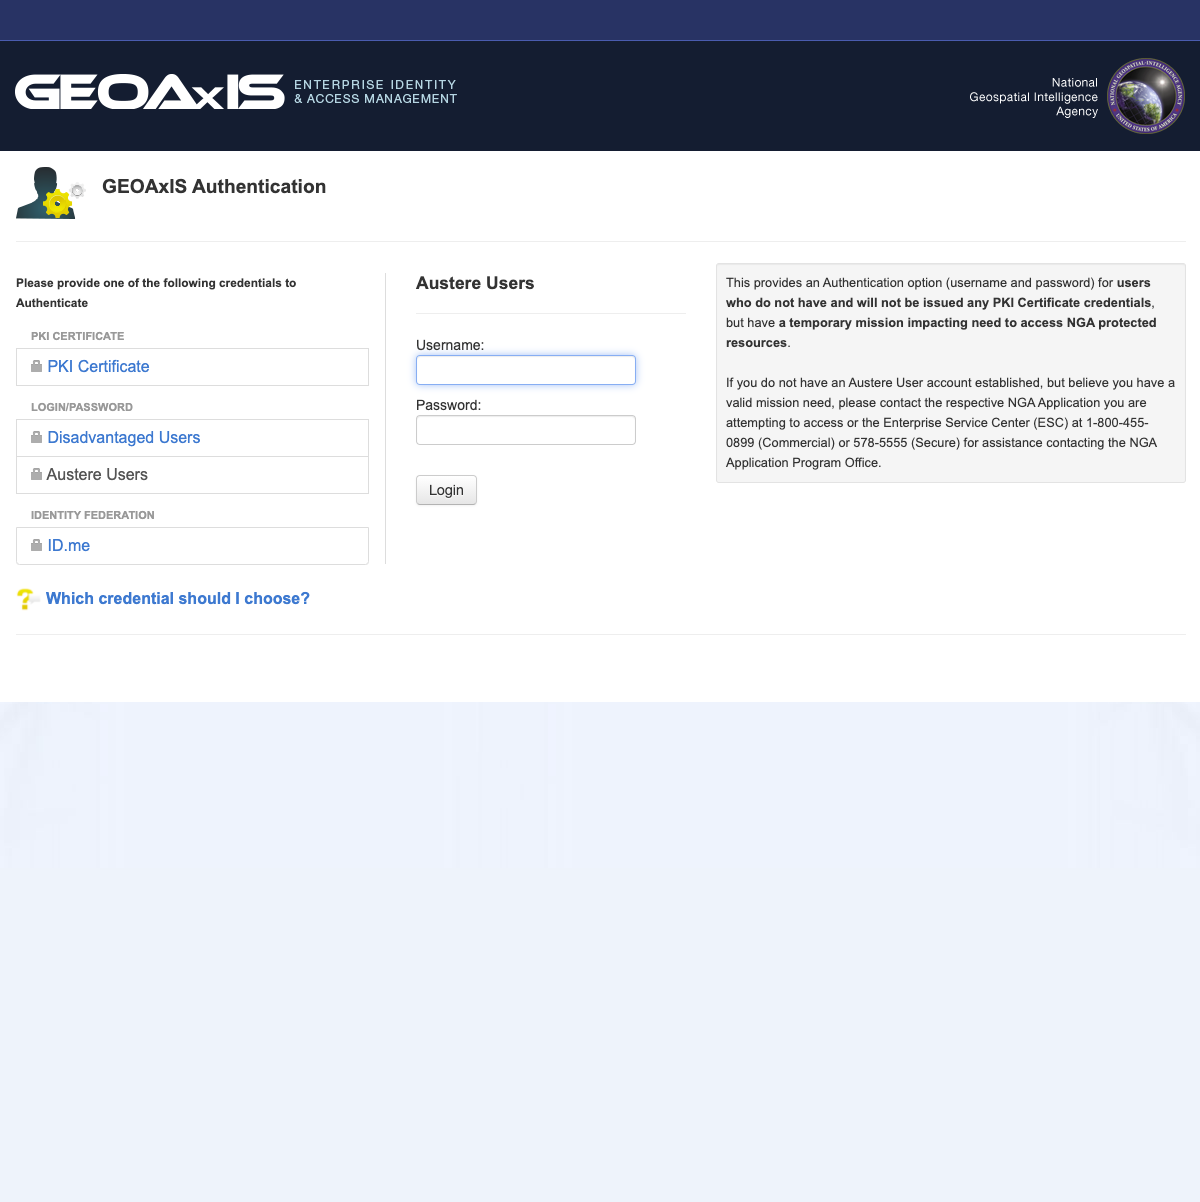 GEOAxIS
ENTERPRISE IDENTITY
& ACCESS MANAGEMENT
National
Geospatial Intelligence
Agency
NATIONAL GEOSPATIAL-INTELLIGENCE AGENCY
UNITED STATES OF AMERICA
GEOAxIS Authentication
Please provide one of the following credentials to
Authenticate
PKI CERTIFICATE
PKI Certificate
LOGIN/PASSWORD
Disadvantaged Users
Austere Users
IDENTITY FEDERATION
ID.me
Which credential should I choose?
Austere Users
Username:
Password:
Login
This provides an Authentication option (username and password) for users
who do not have and will not be issued any PKI Certificate credentials,
but have a temporary mission impacting need to access NGA protected
resources.
If you do not have an Austere User account established, but believe you have a
valid mission need, please contact the respective NGA Application you are
attempting to access or the Enterprise Service Center (ESC) at 1-800-455-
0899 (Commercial) or 578-5555 (Secure) for assistance contacting the NGA
Application Program Office.